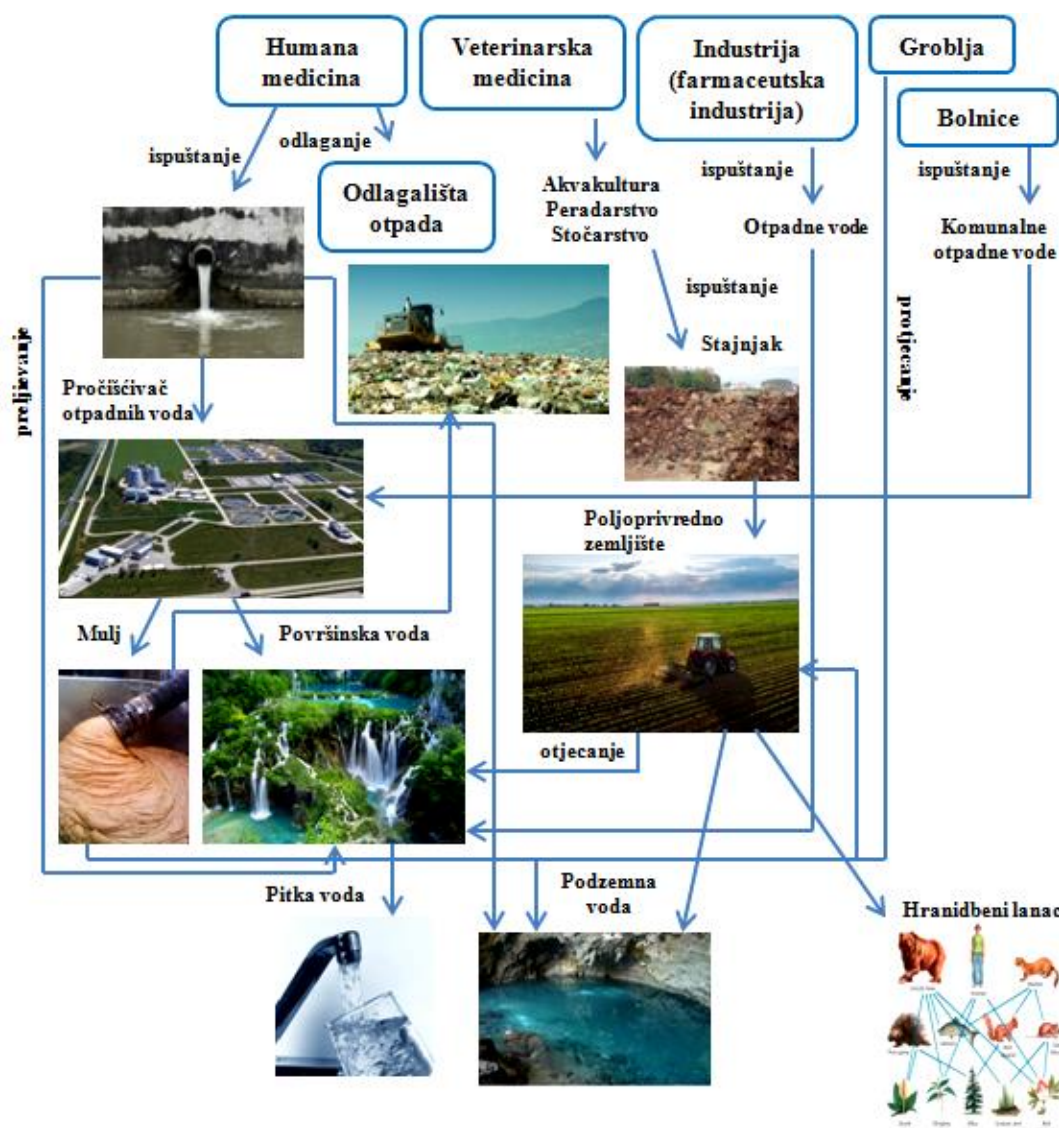 Humana
medicina
Veterinarska
medicina
Industrija
(farmaceutska
industrija)
Groblja
Bolnice
ispuštanje
odlaganje
Odlagališta
otpada
Akvakultura
Peradarstvo
Stočarstvo
ispuštanje
Otpadne vode
ispuštanje
Komunalne
otpadne vode
ispuštanje
Stajnjak
preljevanje
protjecanje
Pročišćivač
otpadnih voda
Poljoprivredno
zemljište
Mulj
Površinska voda
otjecanje
Pitka voda
Podzemna
voda
Hranidbeni lanac